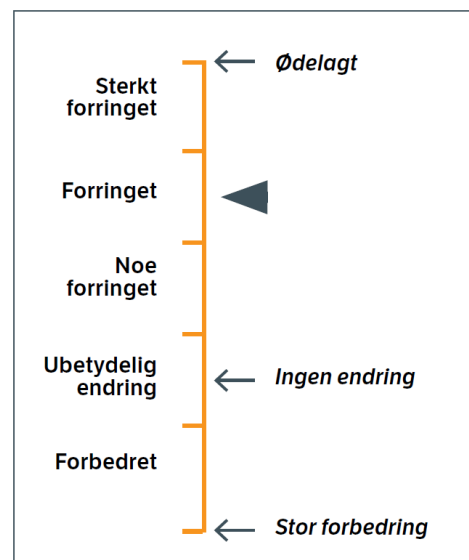 Ødelagt
Sterkt
forringet
Forringet
Noe
forringet
Ubetydelig
endring
Ingen endring
Forbedret
Stor forbedring